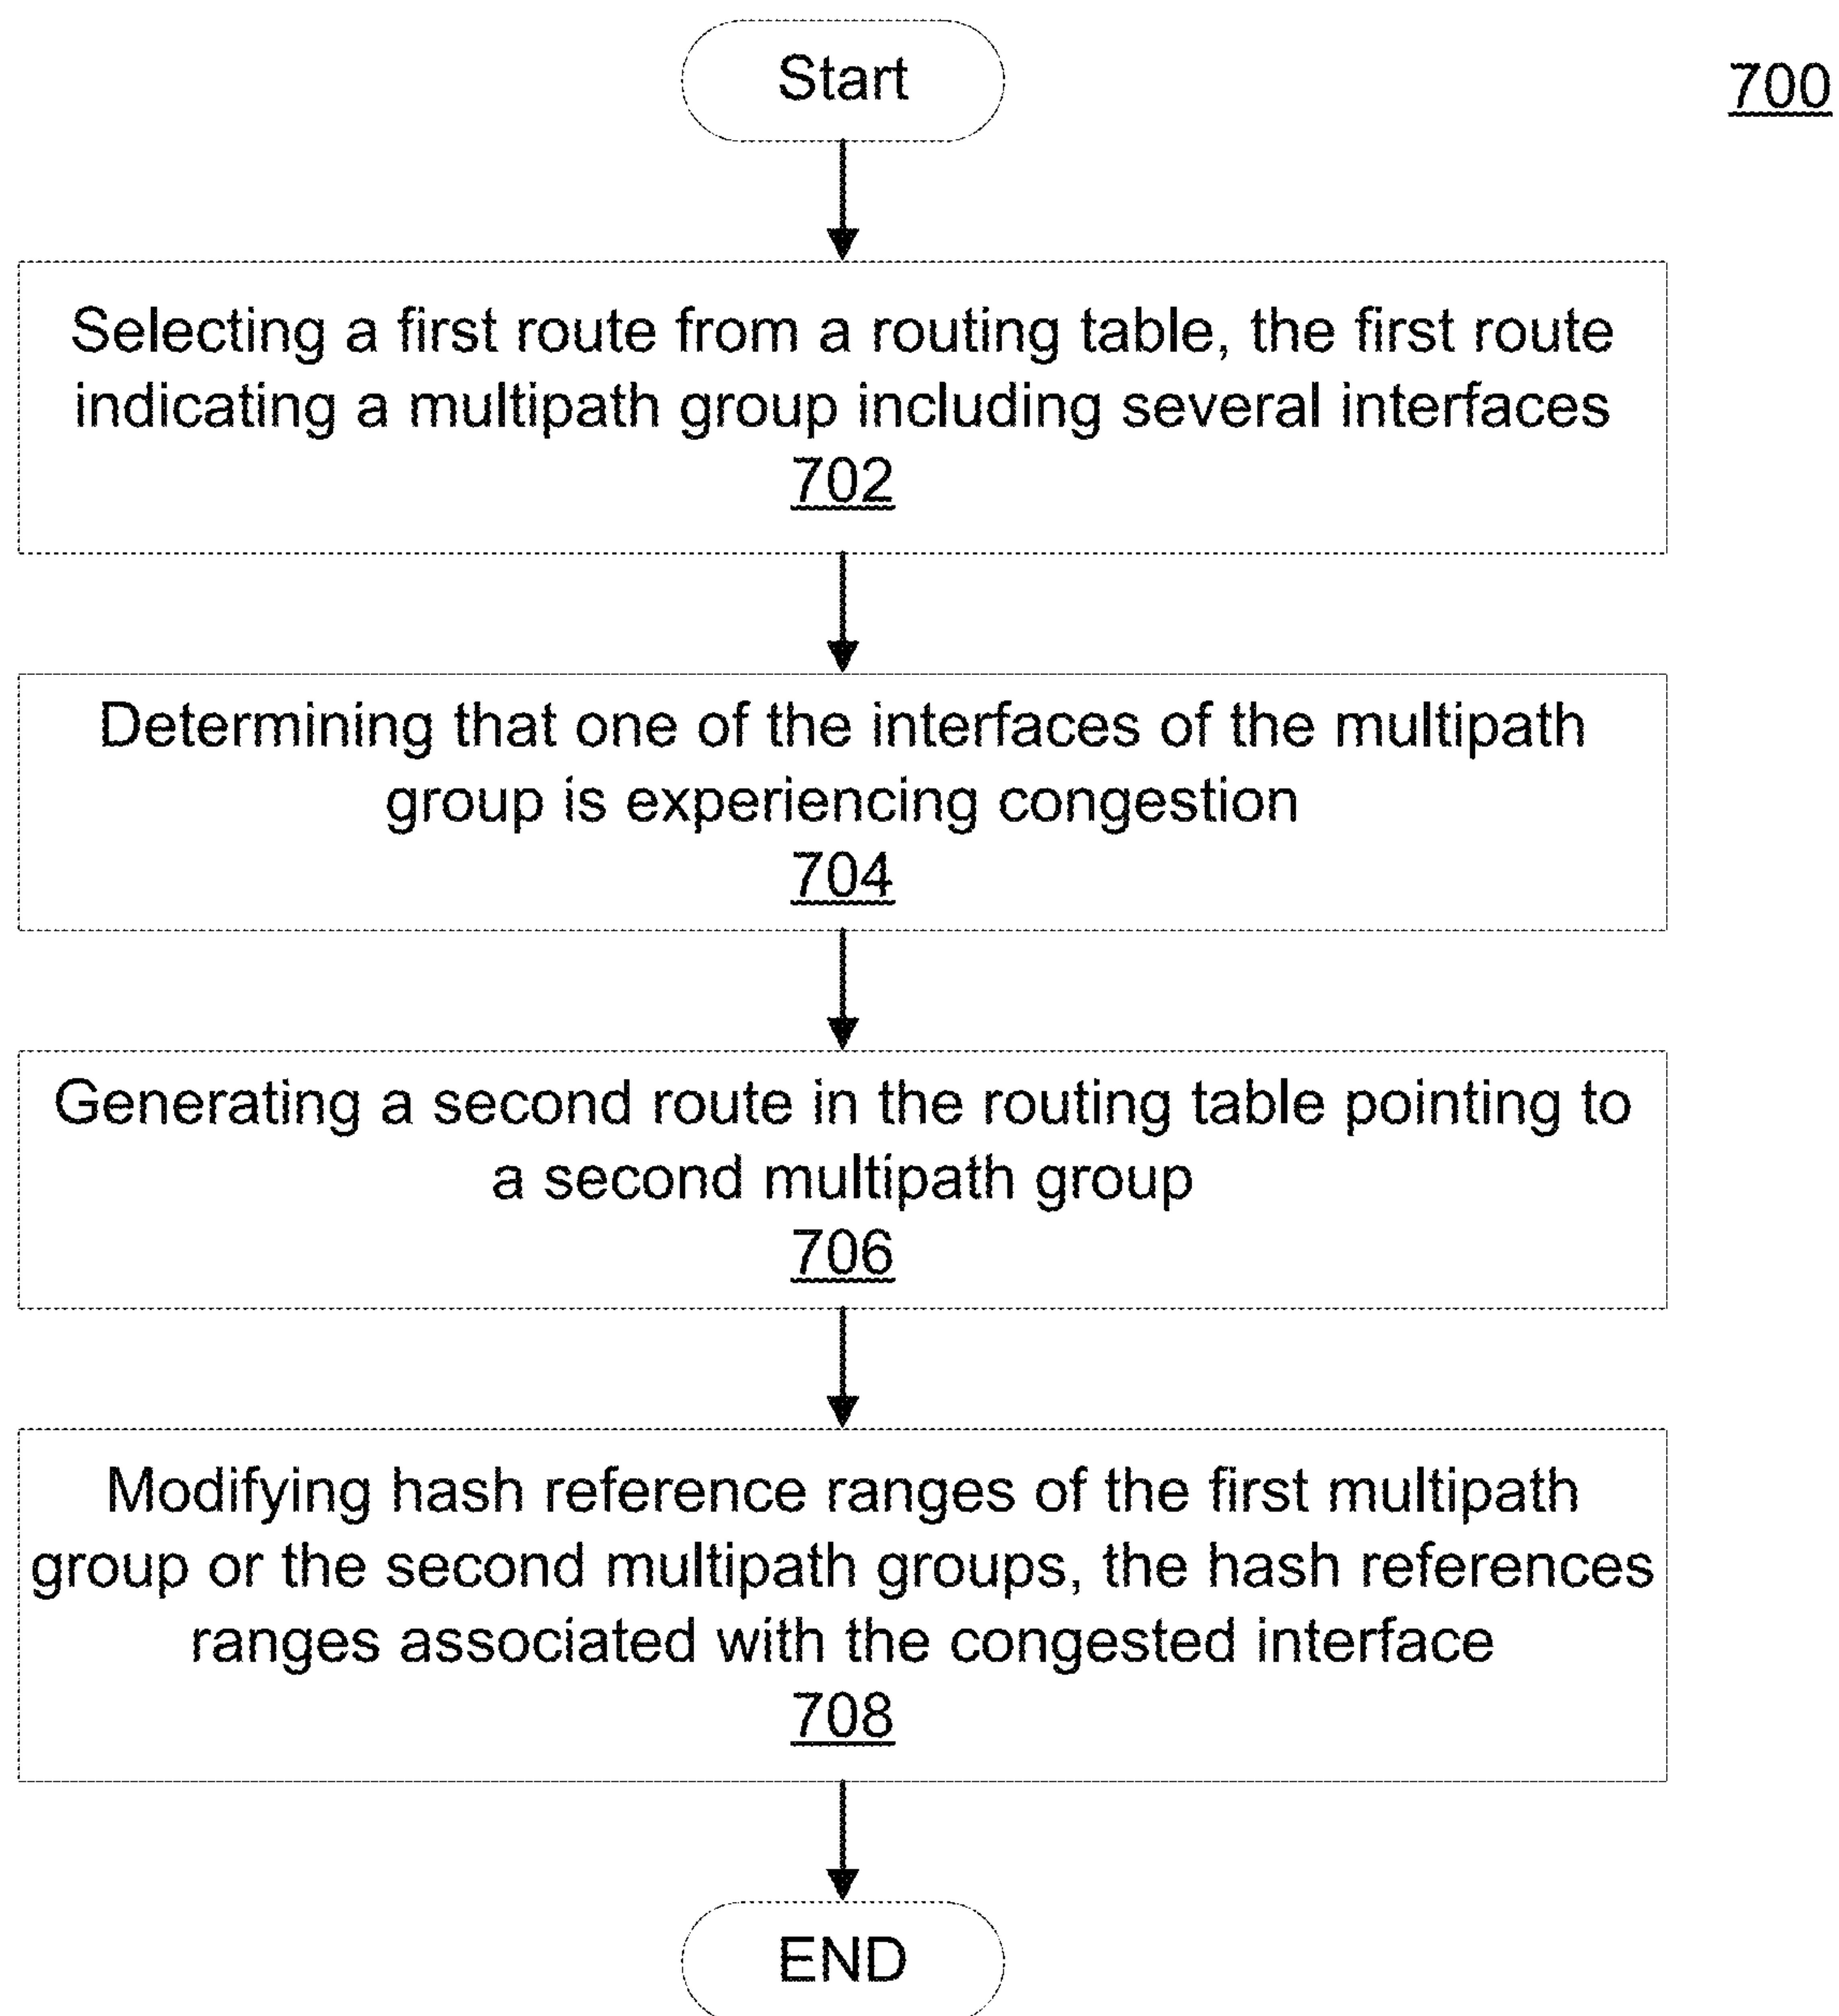 Start
700
Selecting a first route from a routing table, the first route
indicating a multipath group including several interfaces
702
Determining that one of the interfaces of the multipath
group is experiencing congestion
704
Generating a second route in the routing table pointing to
a second multipath group
706
Modifying hash reference ranges of the first multipath
group or the second multipath groups, the hash references
ranges associated with the congested interface
708
END